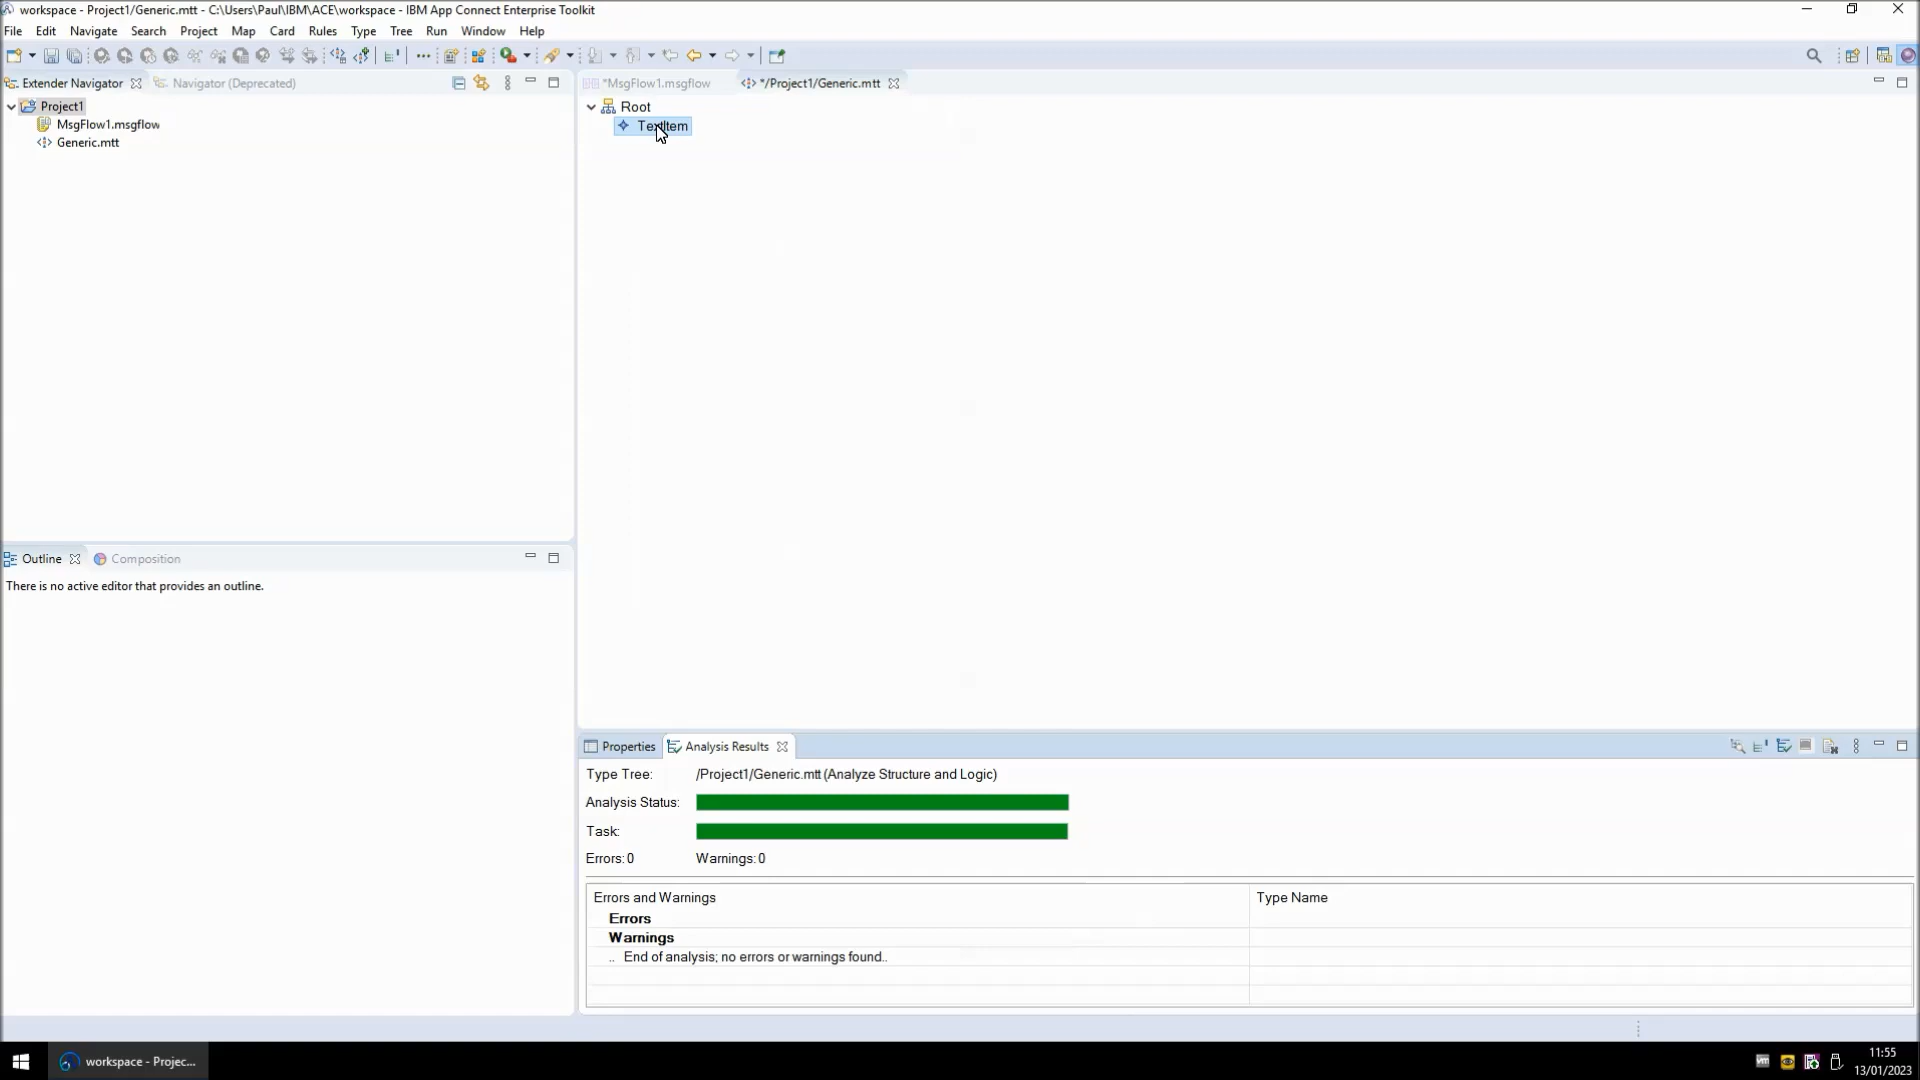 workspace - Project1/Generic.mtt - C:\Users\Paul\IBM\ACE\workspace - IBM App Connect Enterprise Toolkit
File Edit Navigate Search Project Map Card Rules Type Tree Run Window Help
Extender Navigator Navigator (Deprecated)
*MsgFlow1.msgflow */Project1/Generic.mtt
Project1
MsgFlow1.msgflow
Generic.mtt
Root
TextItem
Outline Composition
There is no active editor that provides an outline.
Properties Analysis Results
Type Tree: /Project1/Generic.mtt (Analyze Structure and Logic)
Analysis Status:
Task:
Errors: 0 Warnings: 0
Errors and Warnings Type Name
Errors
Warnings
.. End of analysis; no errors or warnings found..
workspace - Projec...
11:55
13/01/2023